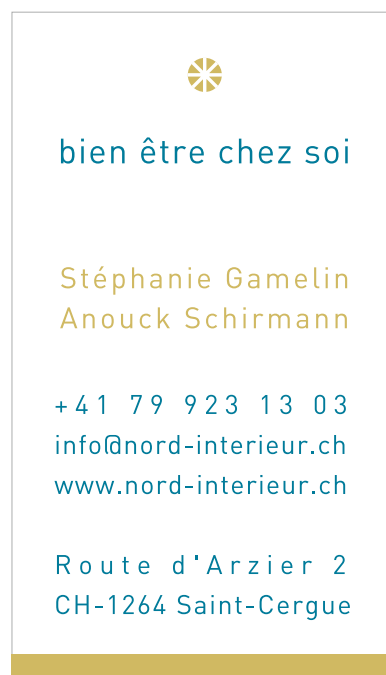 bien être chez soi
Stéphanie Gamelin
Anouck Schirmann
+41 79 923 13 03
info@nord-interieur.ch
www.nord-interieur.ch
Route d'Arzier 2
CH-1264 Saint-Cergue